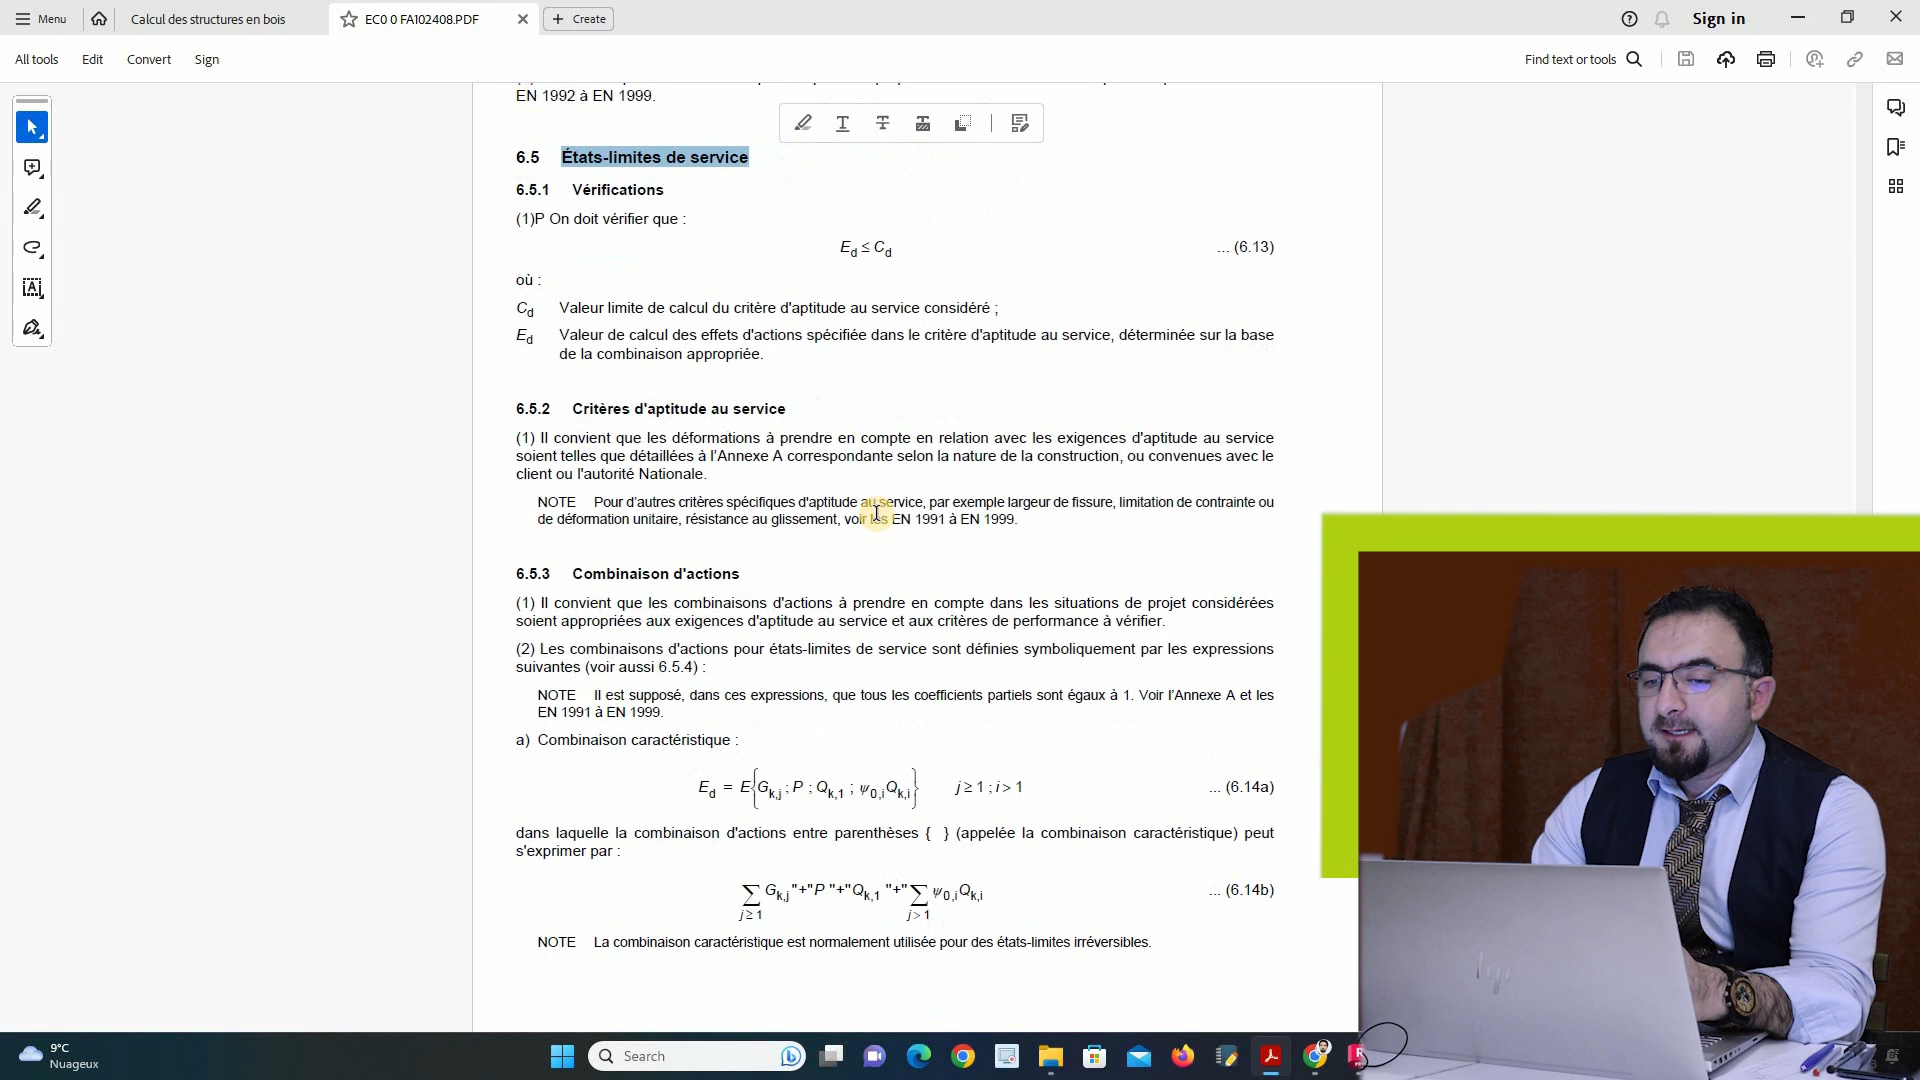 Menu
Calcul des structures en bois
EC0 0 FA102408.PDF
Create
Sign in
All tools
Edit
Convert
Sign
Find text or tools
EN 1992 à EN 1999.
6.5 États-limites de service
6.5.1 Vérifications
(1)P On doit vérifier que :
Ed ≤ Cd ... (6.13)
où :
Cd Valeur limite de calcul du critère d'aptitude au service considéré ;
Ed Valeur de calcul des effets d'actions spécifiée dans le critère d'aptitude au service, déterminée sur la base
de la combinaison appropriée.
6.5.2 Critères d'aptitude au service
(1) Il convient que les déformations à prendre en compte en relation avec les exigences d'aptitude au service
soient telles que détaillées à l'Annexe A correspondante selon la nature de la construction, ou convenues avec le
client ou l'autorité Nationale.
NOTE Pour d'autres critères spécifiques d'aptitude au service, par exemple largeur de fissure, limitation de contrainte ou
de déformation unitaire, résistance au glissement, voir les EN 1991 à EN 1999.
6.5.3 Combinaison d'actions
(1) Il convient que les combinaisons d'actions à prendre en compte dans les situations de projet considérées
soient appropriées aux exigences d'aptitude au service et aux critères de performance à vérifier.
(2) Les combinaisons d'actions pour états-limites de service sont définies symboliquement par les expressions
suivantes (voir aussi 6.5.4) :
NOTE Il est supposé, dans ces expressions, que tous les coefficients partiels sont égaux à 1. Voir l'Annexe A et les
EN 1991 à EN 1999.
a) Combinaison caractéristique :
Ed = E{Gk,j ; P ; Qk,1 ; ψ0,iQk,i} j ≥ 1 ; i > 1 ... (6.14a)
dans laquelle la combinaison d'actions entre parenthèses { } (appelée la combinaison caractéristique) peut
s'exprimer par :
∑ Gk,j "+" P "+" Qk,1 "+" ∑ ψ0,iQk,i ... (6.14b)
j ≥ 1 j > 1
NOTE La combinaison caractéristique est normalement utilisée pour des états-limites irréversibles.
hp
9°C
Nuageux
Search